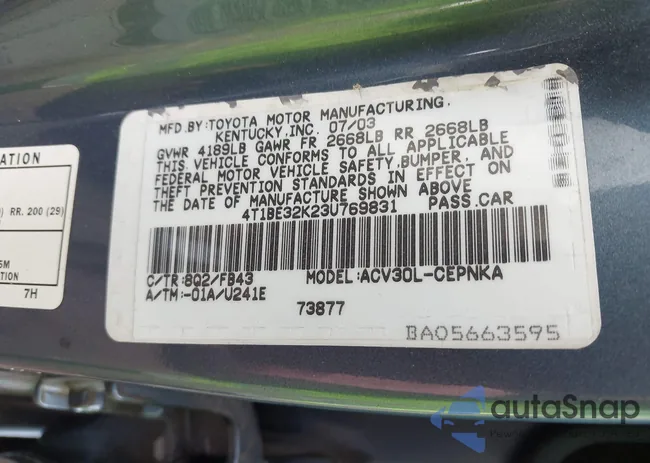 MFD.BY:TOYOTA MOTOR MANUFACTURING,
KENTUCKY,INC. 07/03
GVWR 4189LB GAWR FR 2668LB RR 2668LB
THIS VEHICLE CONFORMS TO ALL APPLICABLE
FEDERAL MOTOR VEHICLE SAFETY,BUMPER, AND
THEFT PREVENTION STANDARDS IN EFFECT ON
THE DATE OF MANUFACTURE SHOWN ABOVE
4T1BE32K23U769831 PASS.CAR
C/TR:8Q2/FB43 MODEL:ACV30L-CEPNKA
A/TM:-01A/U241E
73877
BA05663595
ATION
RR. 200 (29)
TION
7H
autoSnap